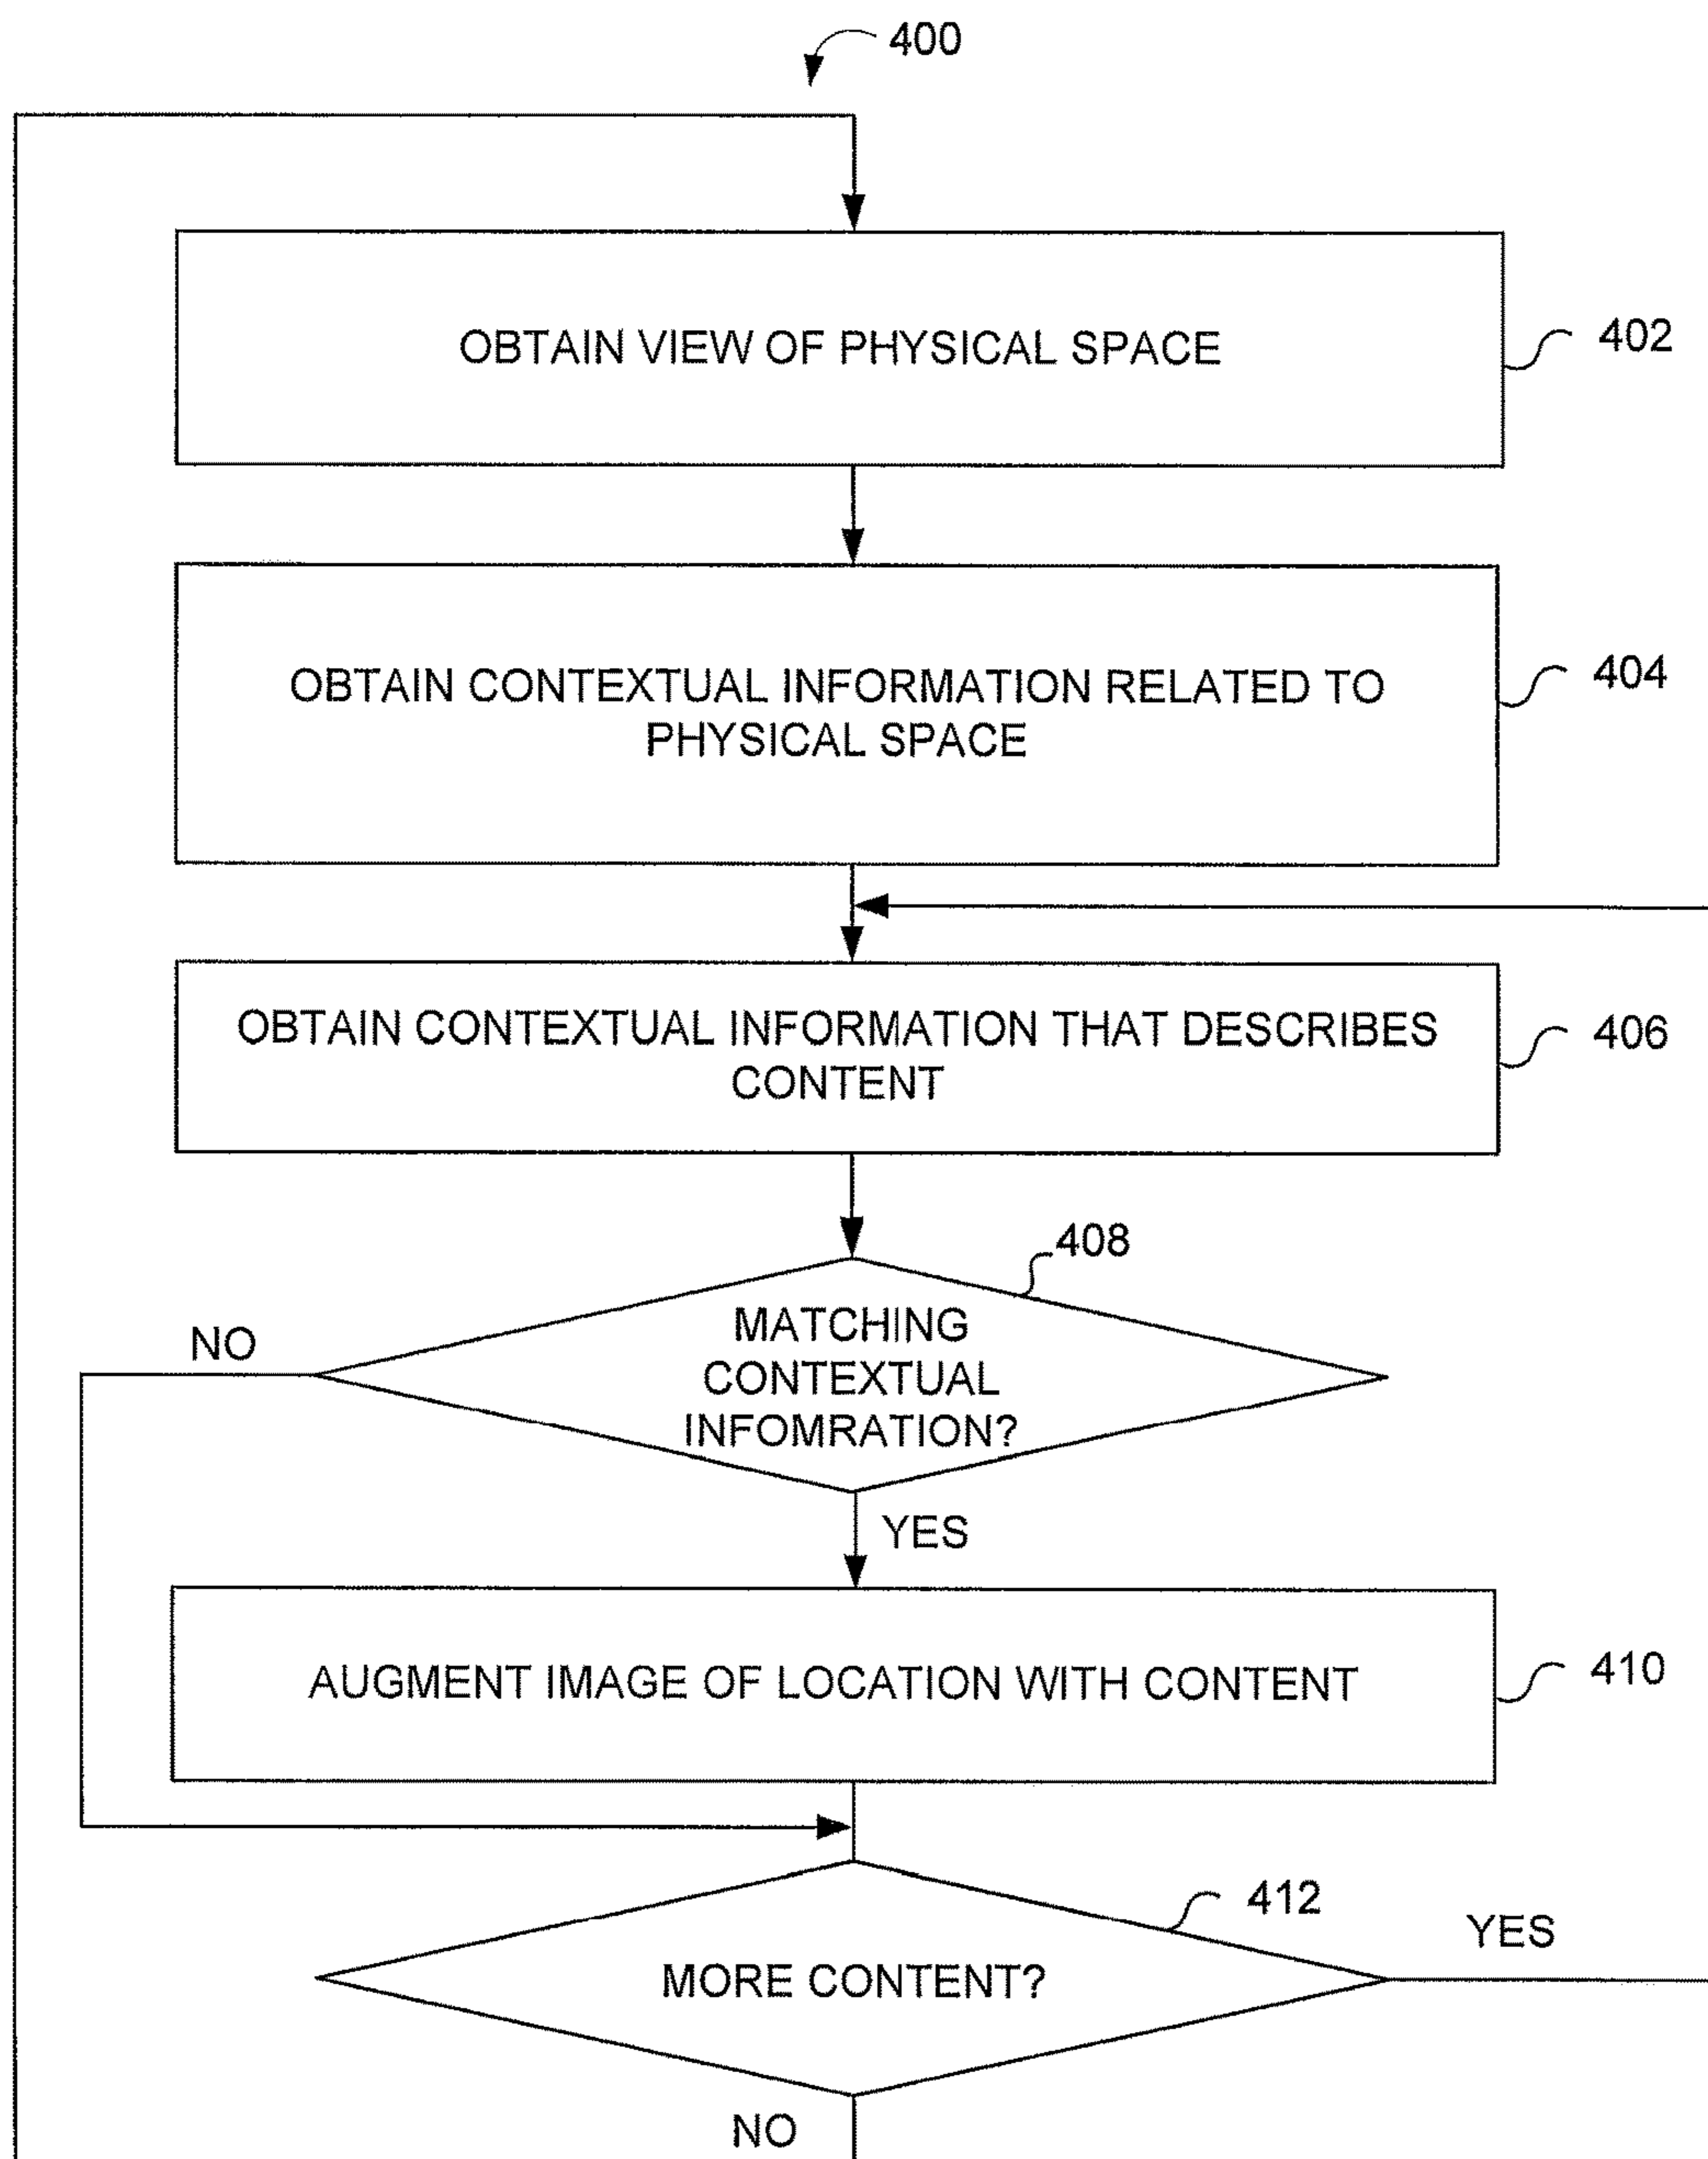 400
OBTAIN VIEW OF PHYSICAL SPACE
402
OBTAIN CONTEXTUAL INFORMATION RELATED TO
PHYSICAL SPACE
404
OBTAIN CONTEXTUAL INFORMATION THAT DESCRIBES
CONTENT
406
408
NO
MATCHING
CONTEXTUAL
INFOMRATION?
YES
AUGMENT IMAGE OF LOCATION WITH CONTENT
410
412
YES
MORE CONTENT?
NO